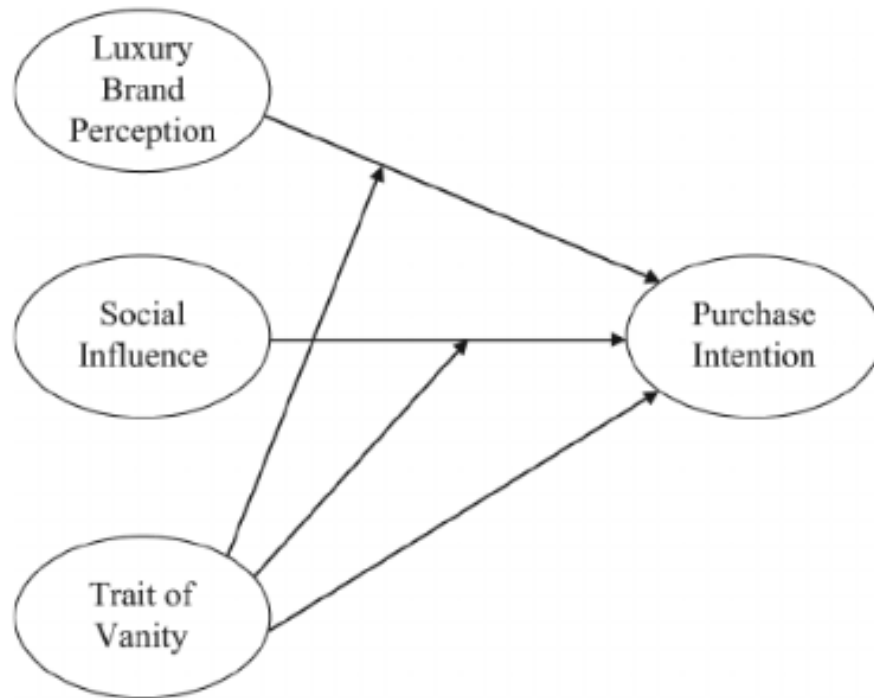 Luxury
Brand
Perception
Social
Influence
Purchase
Intention
Trait of
Vanity